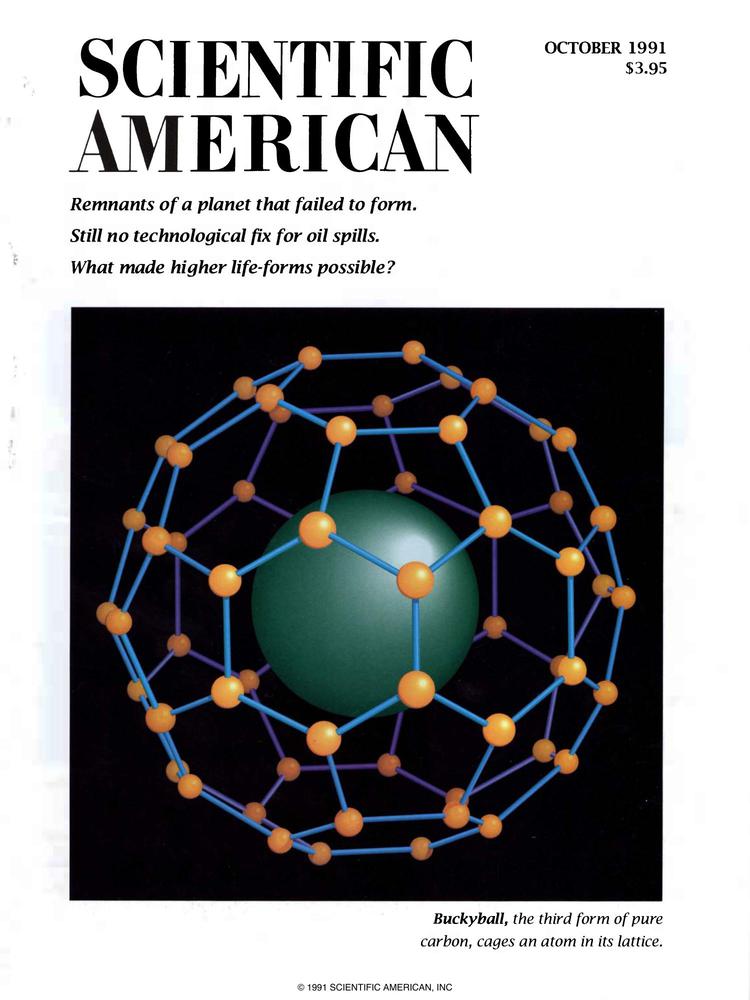 SCIENTIFIC
AMERICAN
OCTOBER 1991
$3.95
Remnants of a planet that failed to form.
Still no technological fix for oil spills.
What made higher life-forms possible?
Buckyball, the third form of pure
carbon, cages an atom in its lattice.
© 1991 SCIENTIFIC AMERICAN, INC